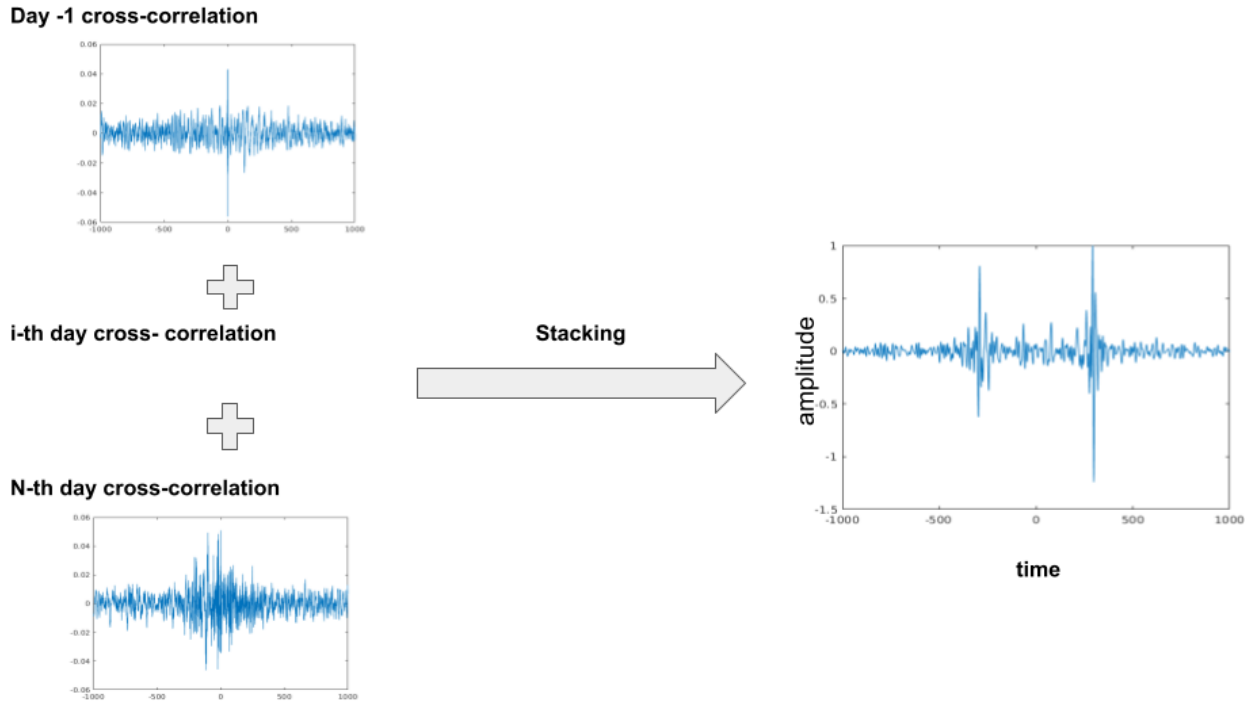 Day -1 cross-correlation
0.06
0.04
0.02
0
-0.02
-0.04
-0.06
-1000 -500 0 500 1000
i-th day cross- correlation
Stacking
N-th day cross-correlation
0.06
0.04
0.02
0
-0.02
-0.04
-0.06
-1000 -500 0 500 1000
amplitude
1
0.5
0
-0.5
-1
-1.5
-1000 -500 0 500 1000
time